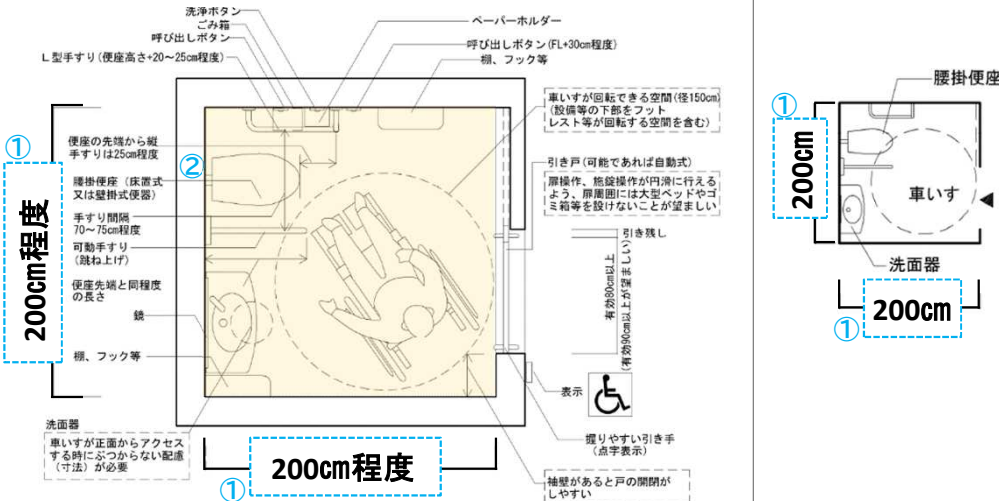 洗浄ボタン
ごみ箱
呼び出しボタン
L型手すり(便座高さ+20～25cm程度)
ペーパーホルダー
呼び出しボタン(FL+30cm程度)
棚、フック等
①
200cm程度
便座の先端から縦
手すりは25cm程度
②
腰掛便座(床置式
又は壁掛式便器)
手すり間隔
70～75cm程度
可動手すり
(跳ね上げ)
便座先端と同程度
の長さ
鏡
棚、フック等
洗面器
車いすが正面からアクセス
する時にぶつからない配慮
(寸法)が必要
①
200cm程度
車いすが回転できる空間(径150cm)
(設備等の下部をフット
レスト等が回転する空間を含む)
引き戸(可能であれば自動式)
扉操作、施錠操作が円滑に行える
よう、扉周囲には大型ベッドやゴ
ミ箱等を設けないことが望ましい
引き残し
有効80cm以上
(有効90cm以上が望ましい)
表示
握りやすい引き手
(点字表示)
袖壁があると戸の開閉が
しやすい
腰掛便座
①
200cm
車いす
洗面器
①
200cm